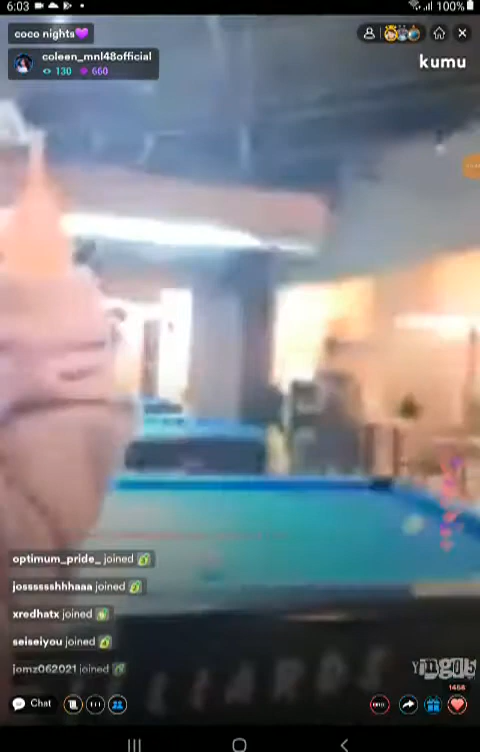 6:03
100%
coco nights💜
coleen_mnl48official
130 660
kumu
optimum_pride_ joined
jossssshhhaaa joined
xredhatx joined
seiseiyou joined
jomz062021 joined
Chat
1456